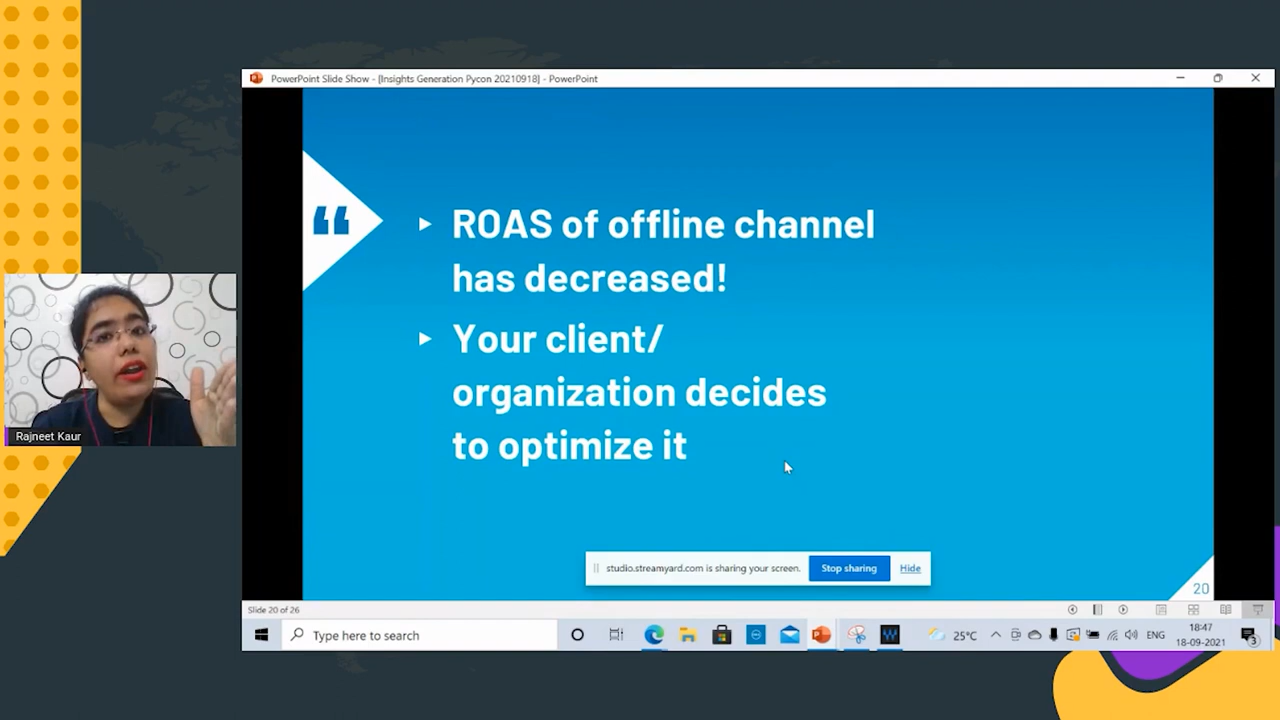 PowerPoint Slide Show - [Insights Generation Pycon 20210918] - PowerPoint
“
▸ ROAS of offline channel
has decreased!
▸ Your client/
organization decides
to optimize it
Rajneet Kaur
studio.streamyard.com is sharing your screen.
Stop sharing
Hide
20
Slide 20 of 26
Type here to search
25°C
ENG
18:47
18-09-2021
3